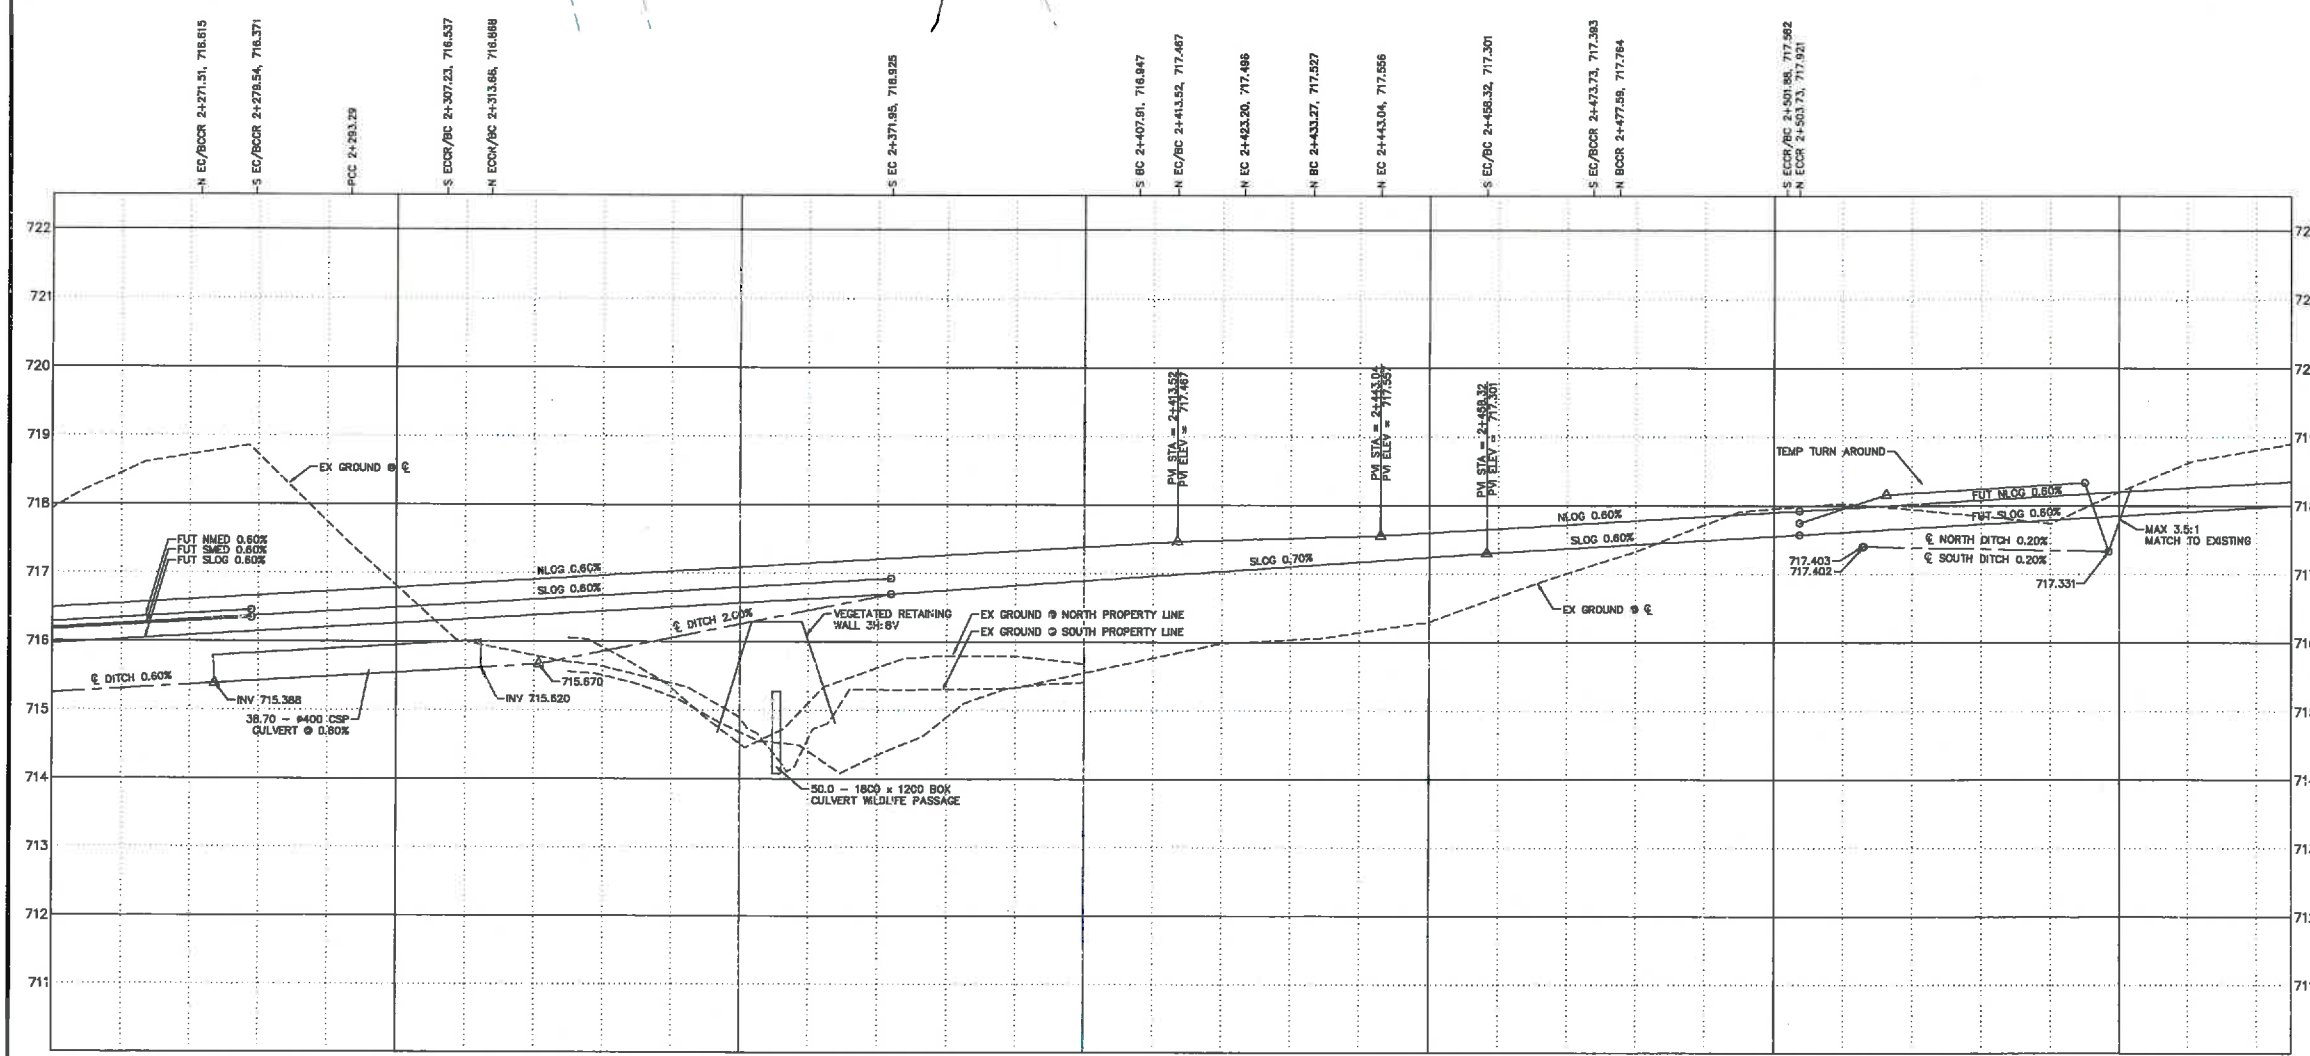 N EC/BCCR 2+271.51, 716.615
S EC/BCCR 2+279.54, 716.371
PCC 2+293.29
S ECCR/BC 2+307.23, 716.537
N ECCR/BC 2+313.66, 716.868
S EC 2+371.95, 716.925
S BC 2+407.91, 716.947
N EC/BC 2+413.52, 717.467
N EC 2+423.20, 717.496
N BC 2+433.27, 717.527
N EC 2+443.04, 717.556
S EC/BC 2+458.32, 717.301
S EC/BCCR 2+473.73, 717.393
N BCCR 2+477.59, 717.764
S ECCR/BC 2+501.88, 717.562
N ECCR 2+503.73, 717.921
722
721
720
719
718
717
716
715
714
713
712
711
EX GROUND @ ℄
FUT NMED 0.60%
FUT SMED 0.60%
FUT SLOG 0.60%
NLOG 0.60%
SLOG 0.60%
℄ DITCH 0.60%
INV 715.388
38.70 - ø400 CSP
CULVERT @ 0.60%
INV 715.620
715.670
℄ DITCH 2.00%
VEGETATED RETAINING
WALL 3H:8V
EX GROUND @ NORTH PROPERTY LINE
EX GROUND @ SOUTH PROPERTY LINE
50.0 - 1800 x 1200 BOX
CULVERT WILDLIFE PASSAGE
PVI STA = 2+413.52
PVI ELEV = 717.467
PVI STA = 2+443.04
PVI ELEV = 717.557
PVI STA = 2+458.32
PVI ELEV = 717.301
SLOG 0.70%
NLOG 0.60%
SLOG 0.60%
EX GROUND @ ℄
TEMP TURN AROUND
FUT NLOG 0.60%
FUT SLOG 0.60%
℄ NORTH DITCH 0.20%
℄ SOUTH DITCH 0.20%
717.403
717.402
717.331
MAX 3.5:1
MATCH TO EXISTING